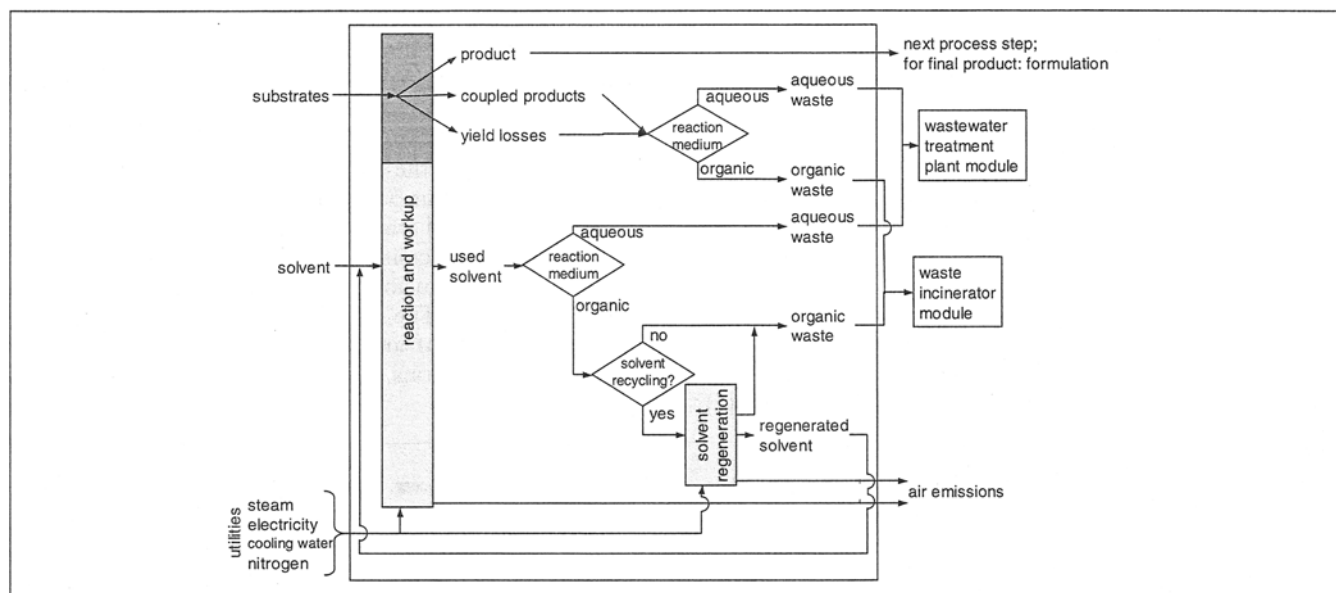 product
next process step;
for final product: formulation
substrates
coupled products
yield losses
aqueous
reaction
medium
organic
aqueous
waste
organic
waste
wastewater
treatment
plant module
reaction and workup
solvent
used
solvent
aqueous
reaction
medium
organic
aqueous
waste
no
solvent
recycling?
yes
organic
waste
waste
incinerator
module
solvent
regeneration
regenerated
solvent
air emissions
utilities
steam
electricity
cooling water
nitrogen